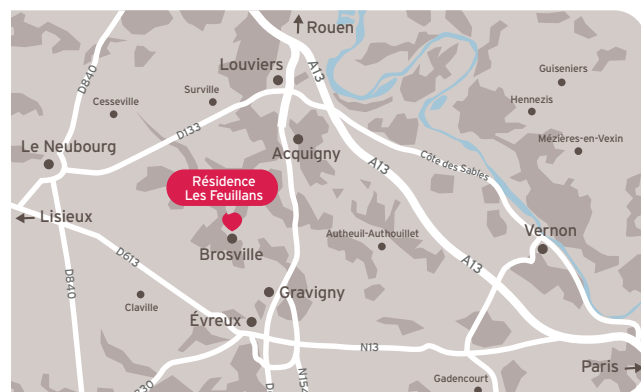 Rouen
D840
Louviers
A13
Guiseniers
Cesseville
Surville
Hennezis
D133
Le Neubourg
Acquigny
A13
Côte des Sables
Mézières-en-Vexin
Résidence
Les Feuillans
Lisieux
Brosville
Autheuil-Authouillet
Vernon
D613
A13
D840
Claville
Gravigny
Évreux
N13
Paris
N154
Gadencourt